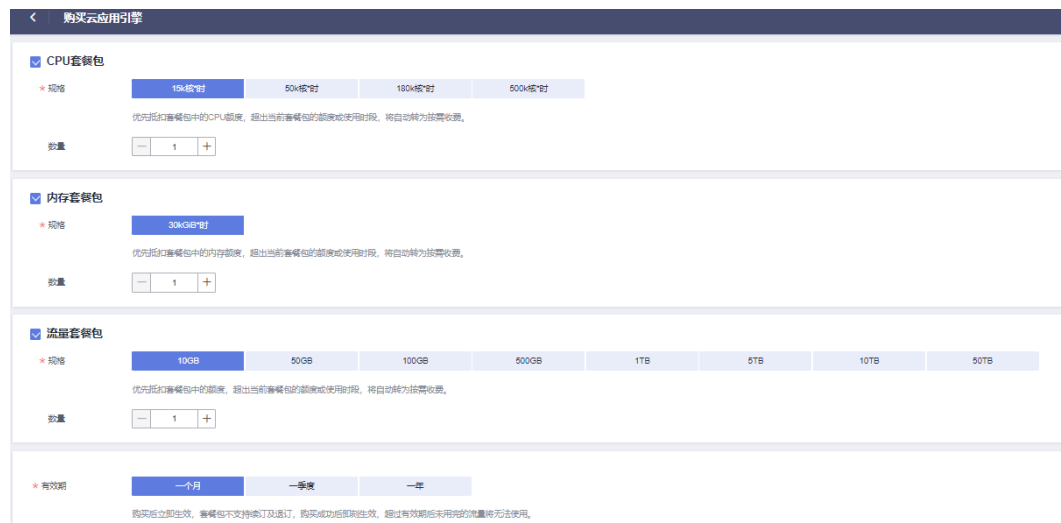 购买云应用引擎
CPU套餐包
* 规格 15k核*时 50k核*时 180k核*时 500k核*时
优先抵扣套餐包中的CPU额度，超出当前套餐包的额度或使用时段，将自动转为按需收费。
数量 － 1 ＋
内存套餐包
* 规格 30kGiB*时
优先抵扣套餐包中的内存额度，超出当前套餐包的额度或使用时段，将自动转为按需收费。
数量 － 1 ＋
流量套餐包
* 规格 10GB 50GB 100GB 500GB 1TB 5TB 10TB 50TB
优先抵扣套餐包中的额度，超出当前套餐包的额度或使用时段，将自动转为按需收费。
数量 － 1 ＋
* 有效期 一个月 一季度 一年
购买后立即生效，套餐包不支持续订及退订，购买成功后即刻生效，超过有效期后未用完的流量将无法使用。